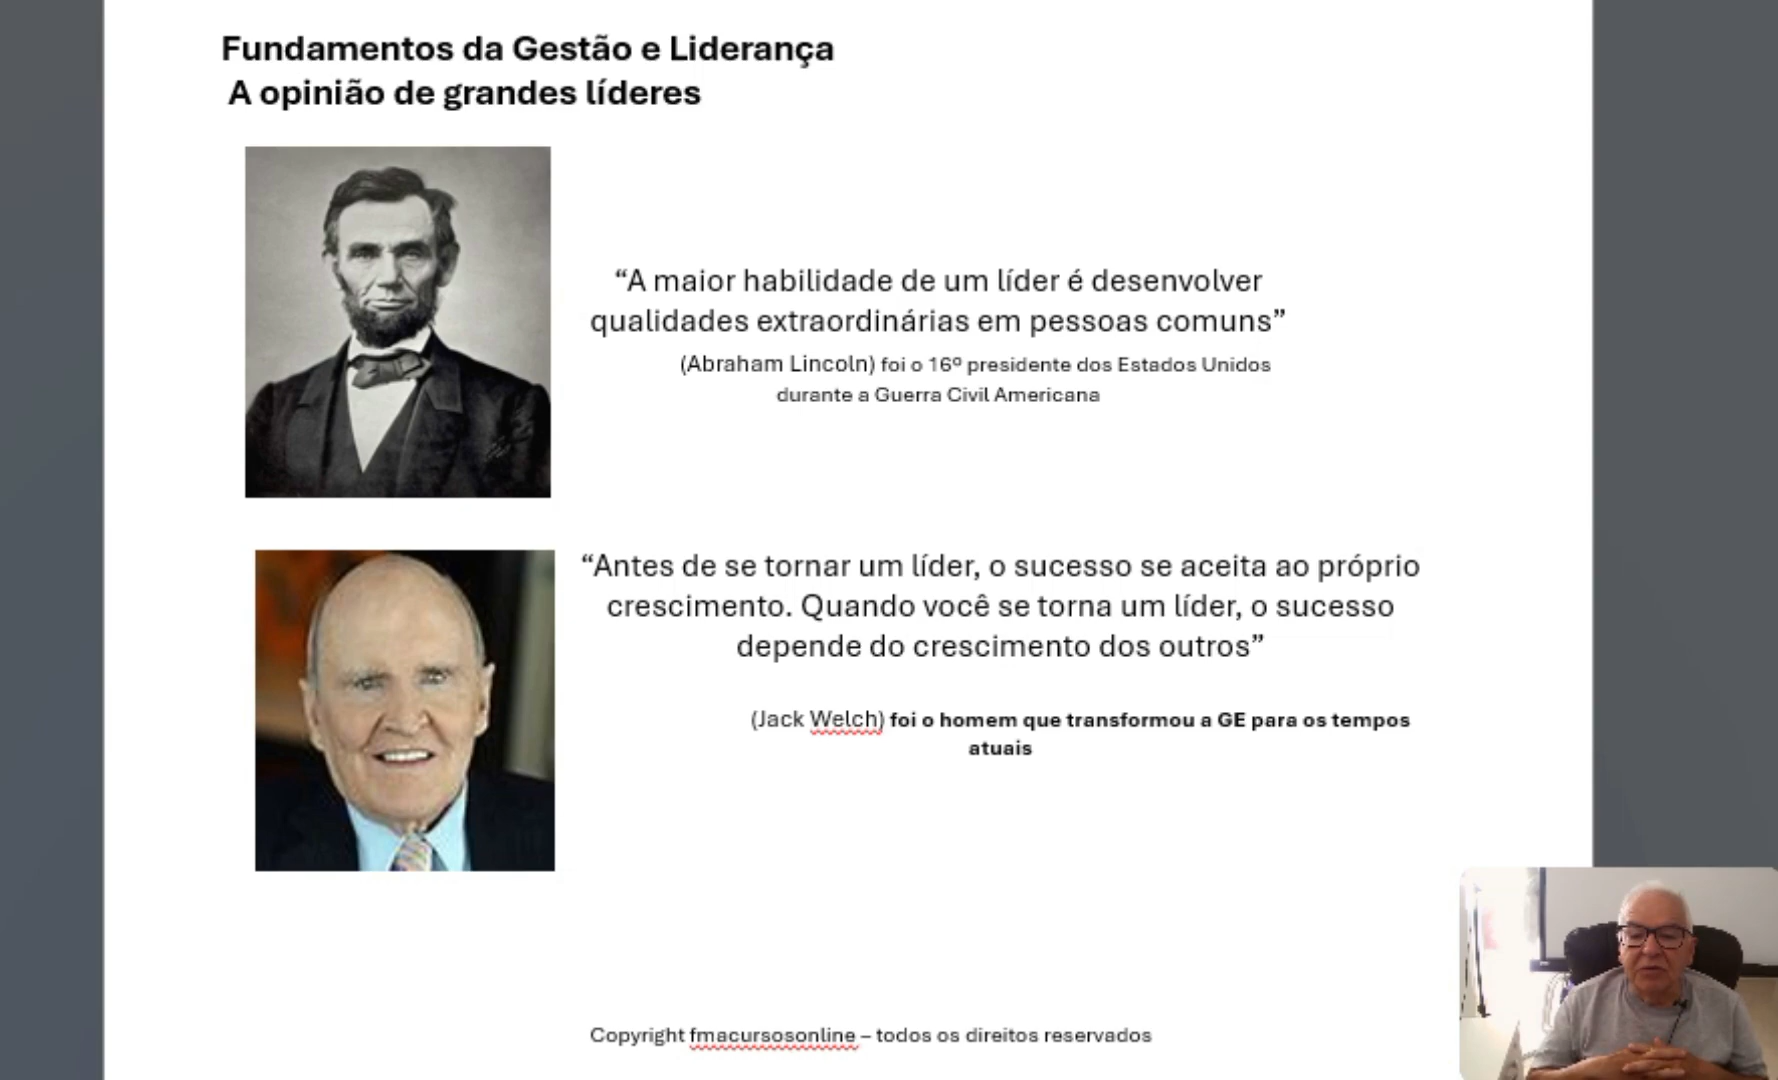 Fundamentos da Gestão e Liderança
A opinião de grandes líderes
“A maior habilidade de um líder é desenvolver
qualidades extraordinárias em pessoas comuns”
(Abraham Lincoln) foi o 16º presidente dos Estados Unidos
durante a Guerra Civil Americana
“Antes de se tornar um líder, o sucesso se aceita ao próprio
crescimento. Quando você se torna um líder, o sucesso
depende do crescimento dos outros”
(Jack Welch) foi o homem que transformou a GE para os tempos
atuais
Copyright fmacursosonline – todos os direitos reservados